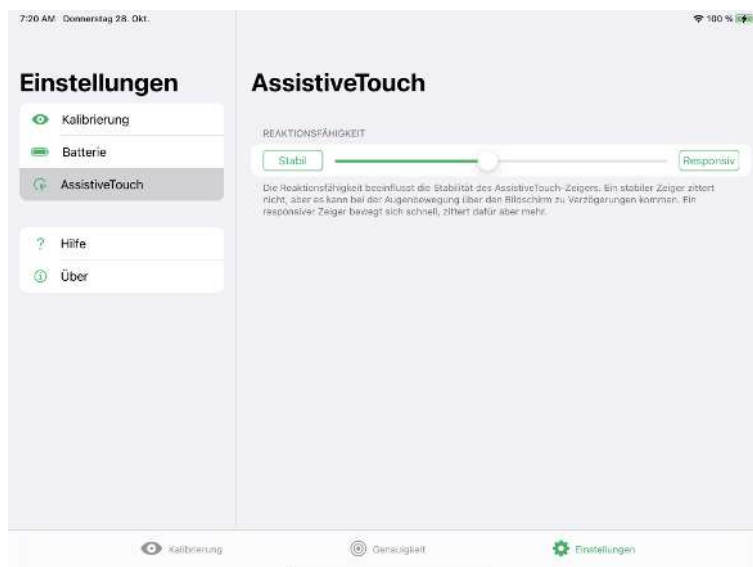 7:20 AM Donnerstag 28. Okt.
100 %
Einstellungen
Kalibrierung
Batterie
AssistiveTouch
Hilfe
Über
AssistiveTouch
REAKTIONSFÄHIGKEIT
Stabil
Responsiv
Die Reaktionsfähigkeit beeinflusst die Stabilität des AssistiveTouch-Zeigers. Ein stabiler Zeiger zittert
nicht, aber es kann bei der Augenbewegung über den Bildschirm zu Verzögerungen kommen. Ein
responsiver Zeiger bewegt sich schnell, zittert dafür aber mehr.
Kalibrierung
Genauigkeit
Einstellungen